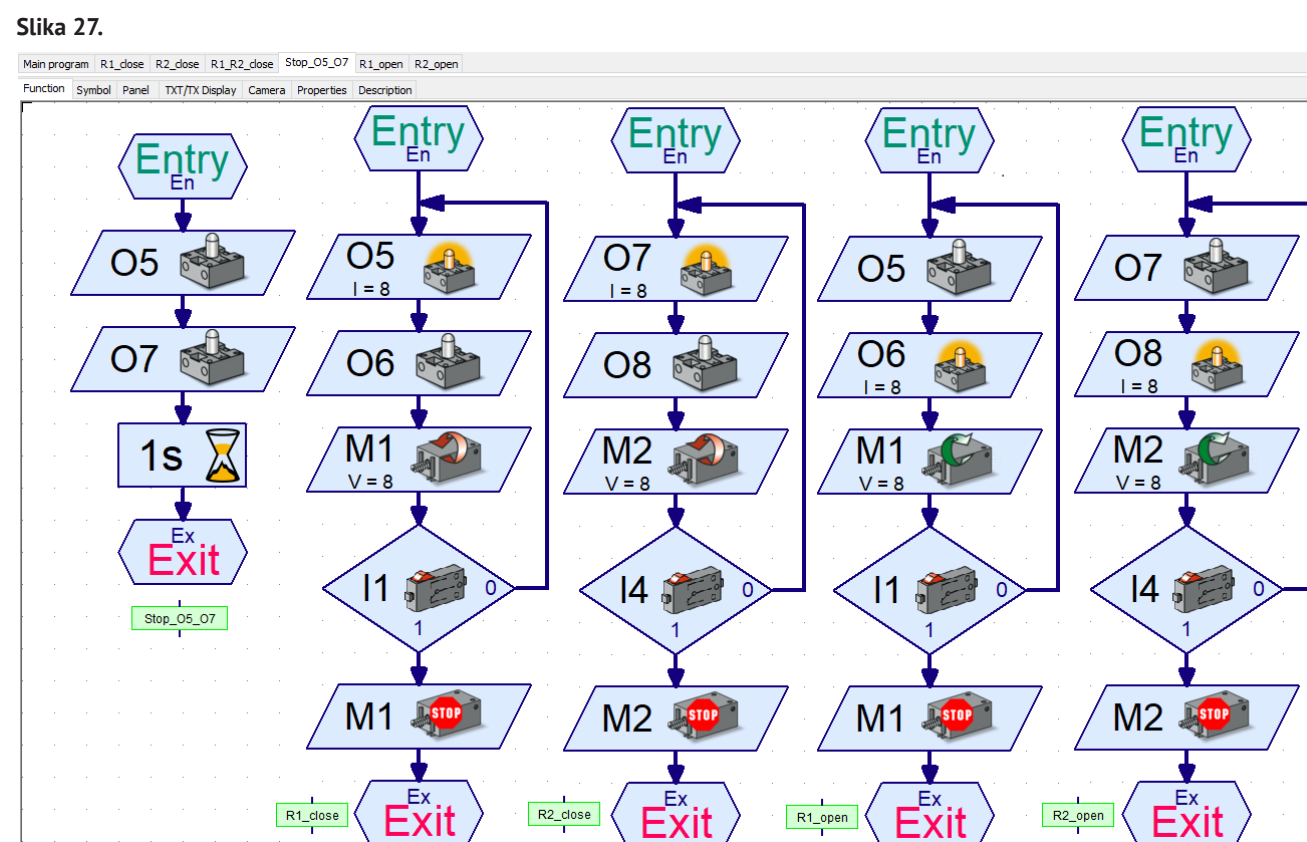 Slika 27.
Main program R1_close R2_close R1_R2_close Stop_O5_O7 R1_open R2_open
Function Symbol Panel TXT/TX Display Camera Properties Description
Entry
En
O5
O7
1s
Ex
Exit
Stop_O5_O7
Entry
En
O5
I = 8
O6
M1
V = 8
I1
0
1
M1
STOP
Ex
Exit
R1_close
Entry
En
O7
I = 8
O8
M2
V = 8
I4
0
1
M2
STOP
Ex
Exit
R2_close
Entry
En
O5
O6
I = 8
M1
V = 8
I1
0
1
M1
STOP
Ex
Exit
R1_open
Entry
En
O7
O8
I = 8
M2
V = 8
I4
0
1
M2
STOP
Ex
Exit
R2_open